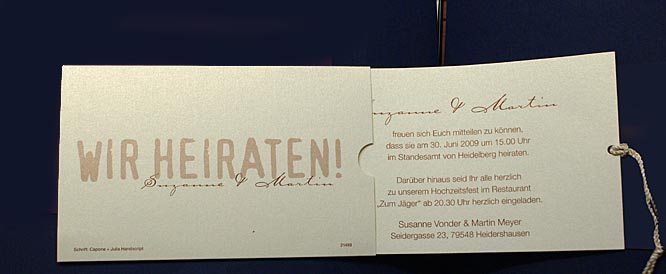 WIR HEIRATEN!
Suzanne & Martin
Schrift: Capone + Julia Handscript
Suzanne & Martin
freuen sich Euch mitteilen zu können,
dass sie am 30. Juni 2009 um 15.00 Uhr
im Standesamt von Heidelberg heiraten.
Darüber hinaus seid Ihr alle herzlich
zu unserem Hochzeitsfest im Restaurant
„Zum Jäger" ab 20.30 Uhr herzlich eingeladen.
Susanne Vonder & Martin Meyer
Seidergasse 23, 79548 Heidershausen